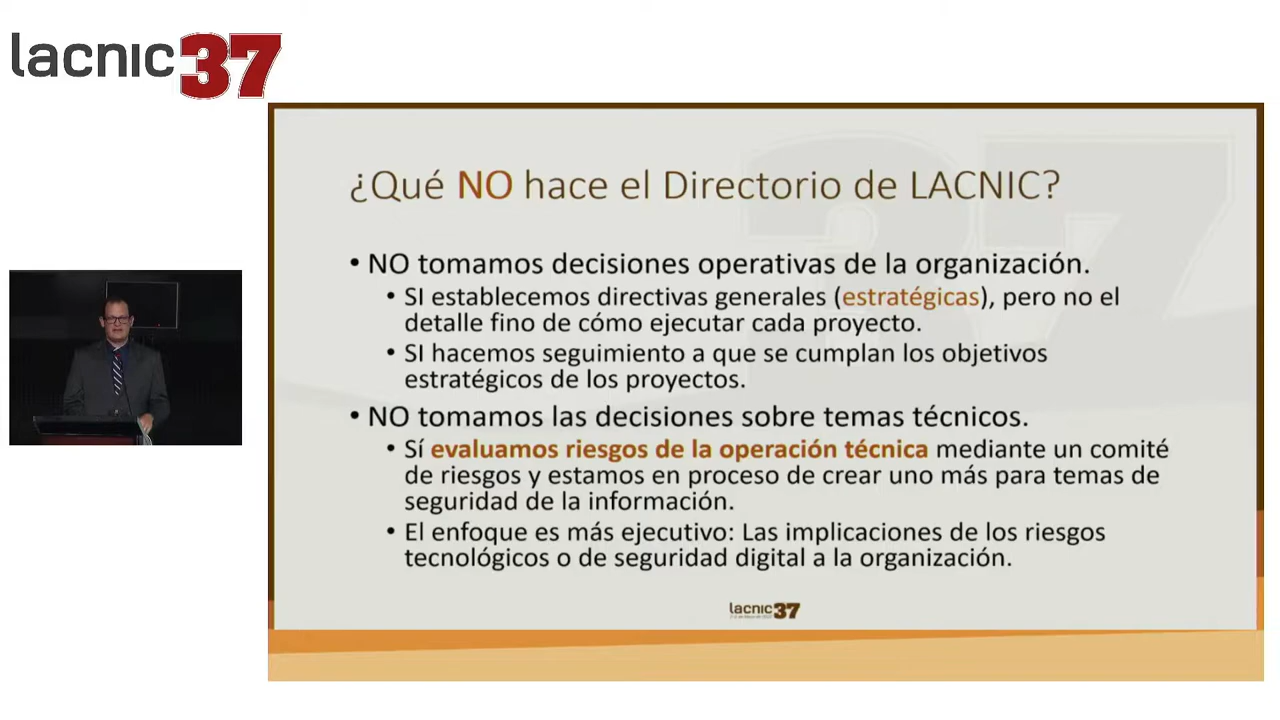 lacnic 37
¿Qué NO hace el Directorio de LACNIC?
• NO tomamos decisiones operativas de la organización.
• SI establecemos directivas generales (estratégicas), pero no el
detalle fino de cómo ejecutar cada proyecto.
• SI hacemos seguimiento a que se cumplan los objetivos
estratégicos de los proyectos.
• NO tomamos las decisiones sobre temas técnicos.
• Sí evaluamos riesgos de la operación técnica mediante un comité
de riesgos y estamos en proceso de crear uno más para temas de
seguridad de la información.
• El enfoque es más ejecutivo: Las implicaciones de los riesgos
tecnológicos o de seguridad digital a la organización.
lacnic 37